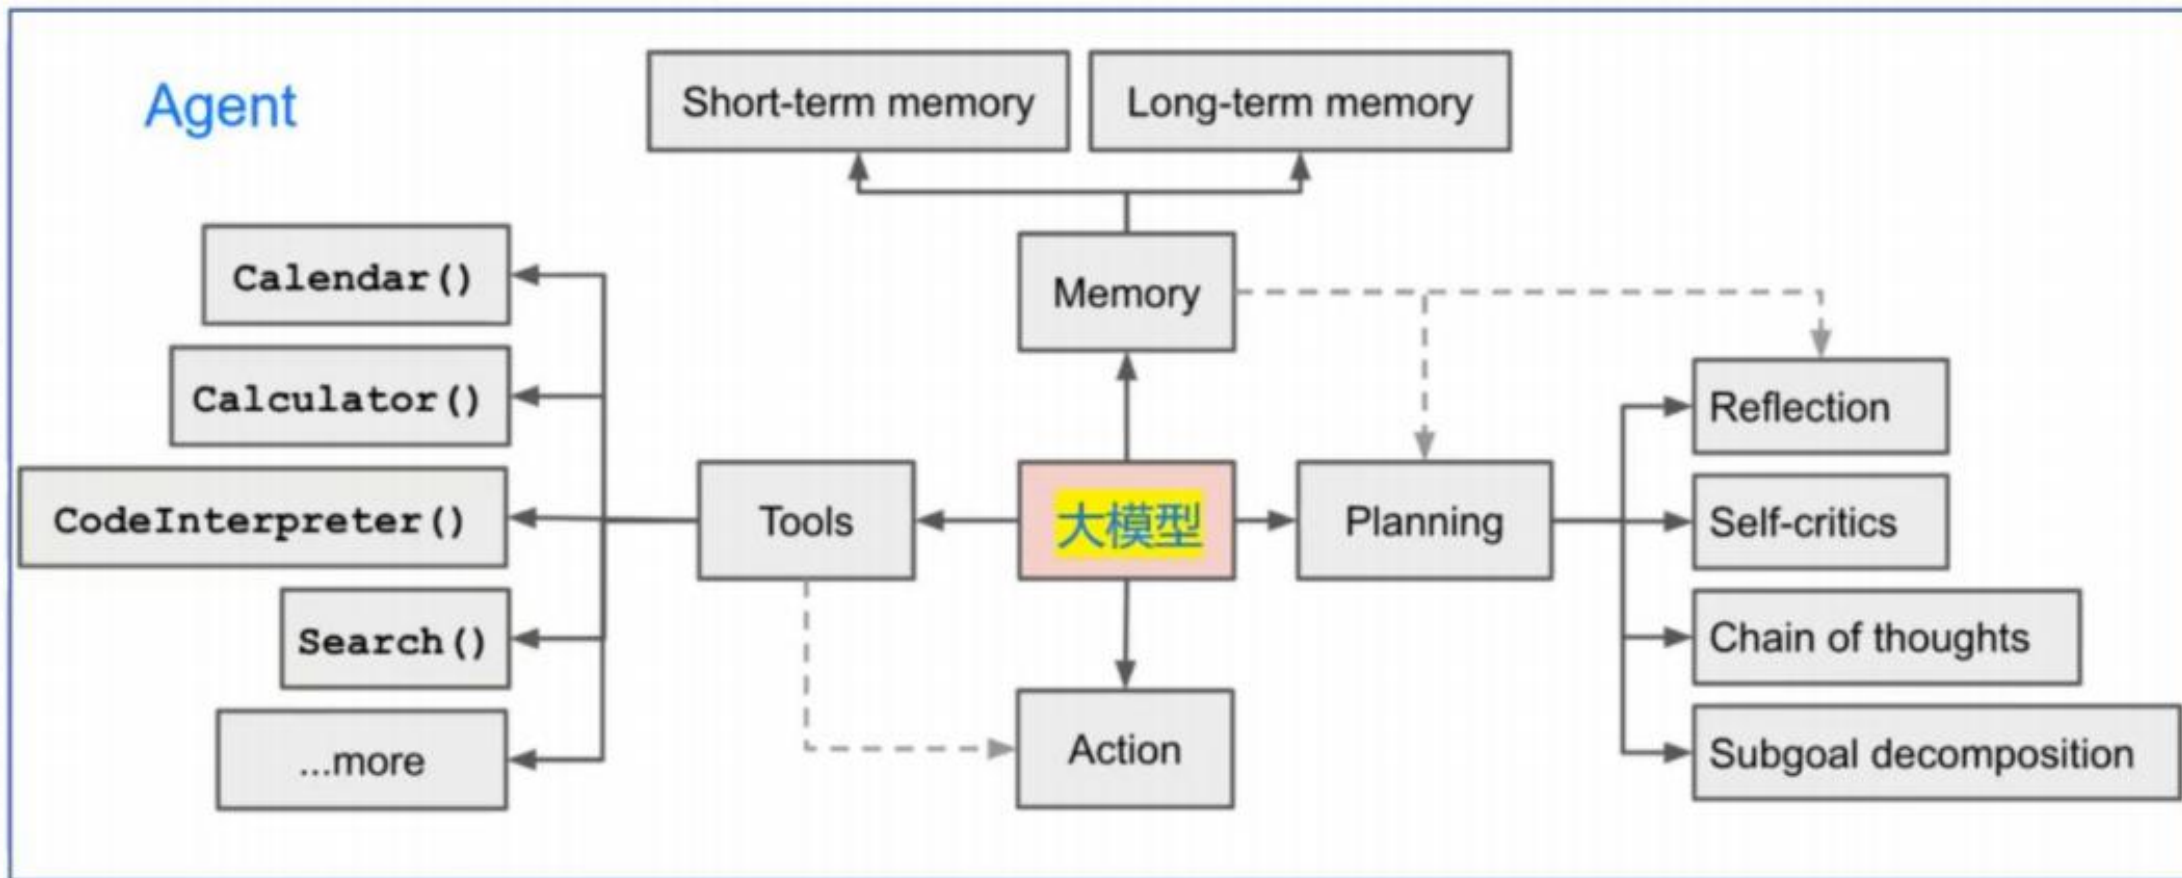 Agent
Short-term memory
Long-term memory
Calendar()
Memory
Calculator()
Reflection
CodeInterpreter()
Tools
大模型
Planning
Self-critics
Search()
Chain of thoughts
...more
Action
Subgoal decomposition